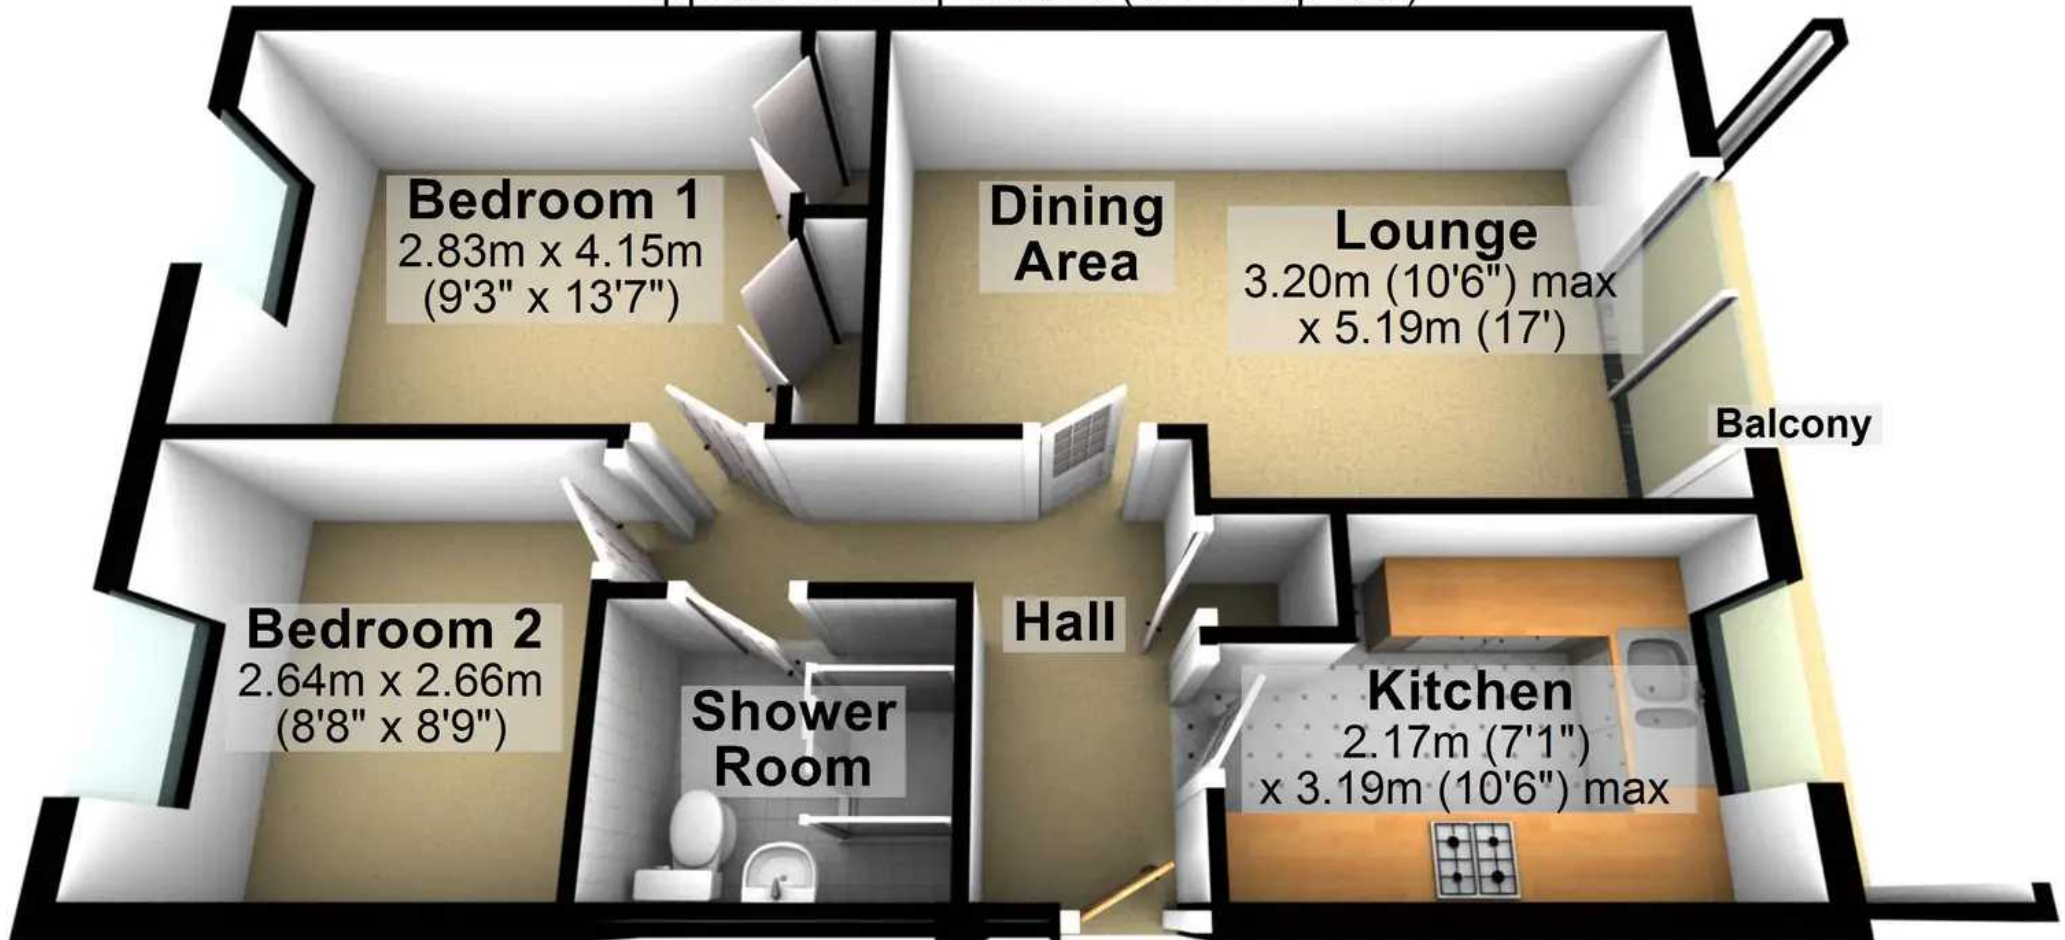 Bedroom 1
2.83m x 4.15m
(9'3" x 13'7")
Dining
Area
Lounge
3.20m (10'6") max
x 5.19m (17')
Balcony
Bedroom 2
2.64m x 2.66m
(8'8" x 8'9")
Shower
Room
Hall
Kitchen
2.17m (7'1")
x 3.19m (10'6") max